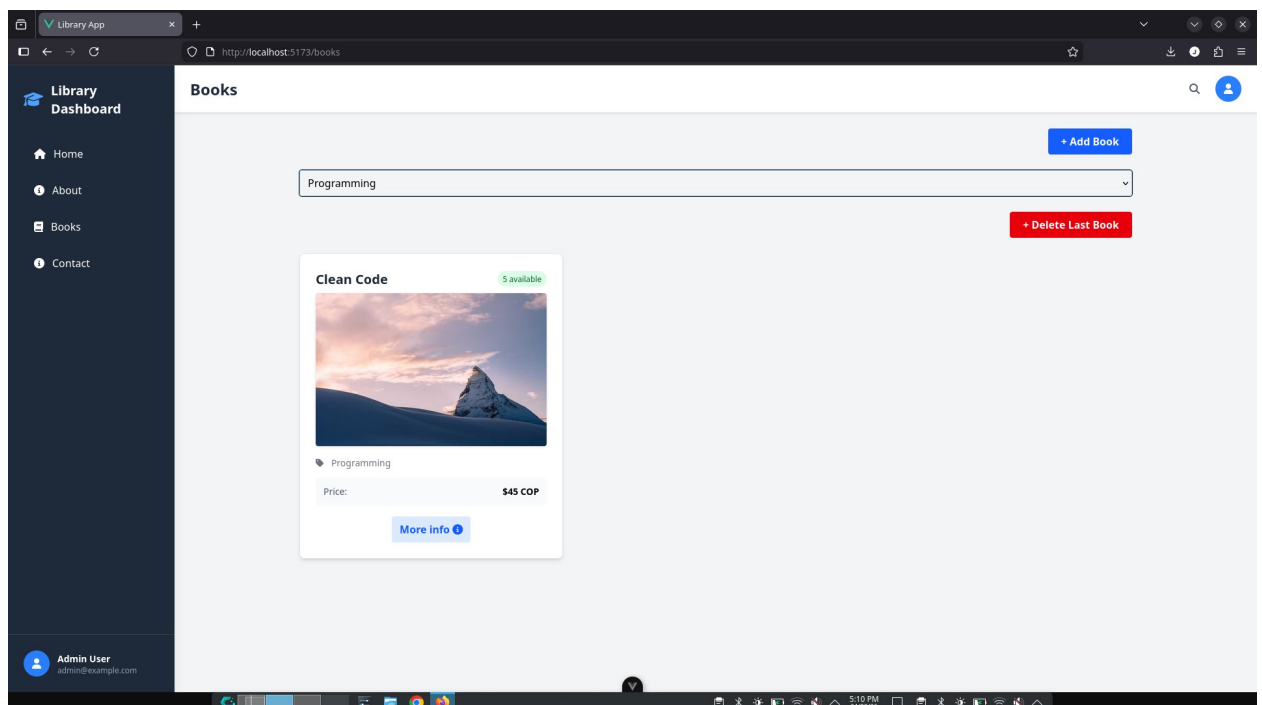 Library App
http://localhost:5173/books
Library
Dashboard
Books
Home
+ Add Book
About
Programming
Books
+ Delete Last Book
Contact
Clean Code
5 available
Programming
Price:
$45 COP
More info
Admin User
admin@example.com
5:10 PM